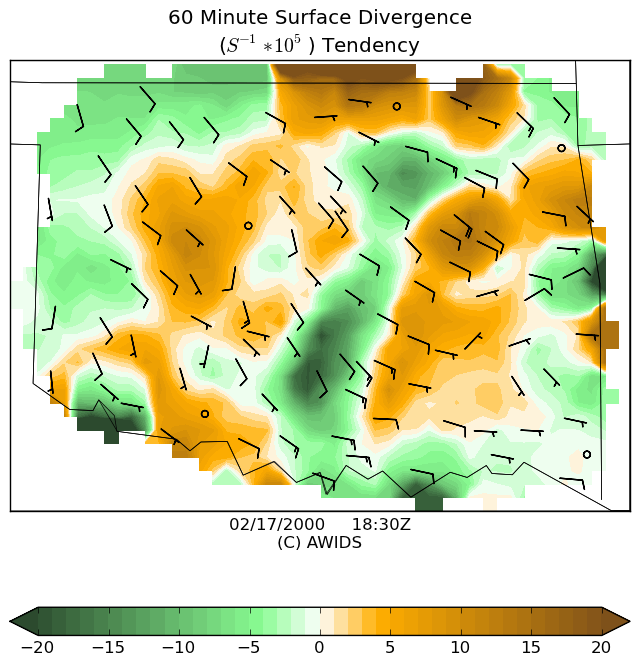 60 Minute Surface Divergence
(S⁻¹ * 10⁵ ) Tendency
02/17/2000 18:30Z
(C) AWIDS
−20 −15 −10 −5 0 5 10 15 20